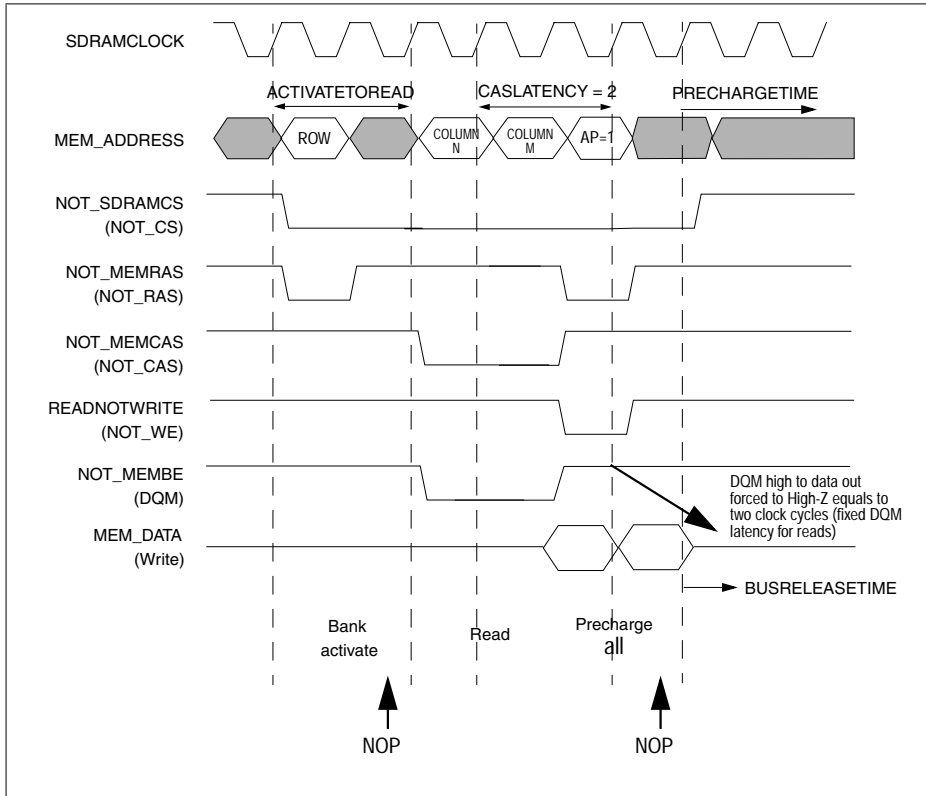 SDRAMCLOCK
ACTIVATETOREAD
CASLATENCY = 2
PRECHARGETIME
MEM_ADDRESS
ROW
COLUMN
N
COLUMN
M
AP=1
NOT_SDRAMCS
(NOT_CS)
NOT_MEMRAS
(NOT_RAS)
NOT_MEMCAS
(NOT_CAS)
READNOTWRITE
(NOT_WE)
NOT_MEMBE
(DQM)
DQM high to data out
forced to High-Z equals to
two clock cycles (fixed DQM
latency for reads)
MEM_DATA
(Write)
BUSRELEASETIME
Bank
activate
Read
Precharge
all
NOP
NOP